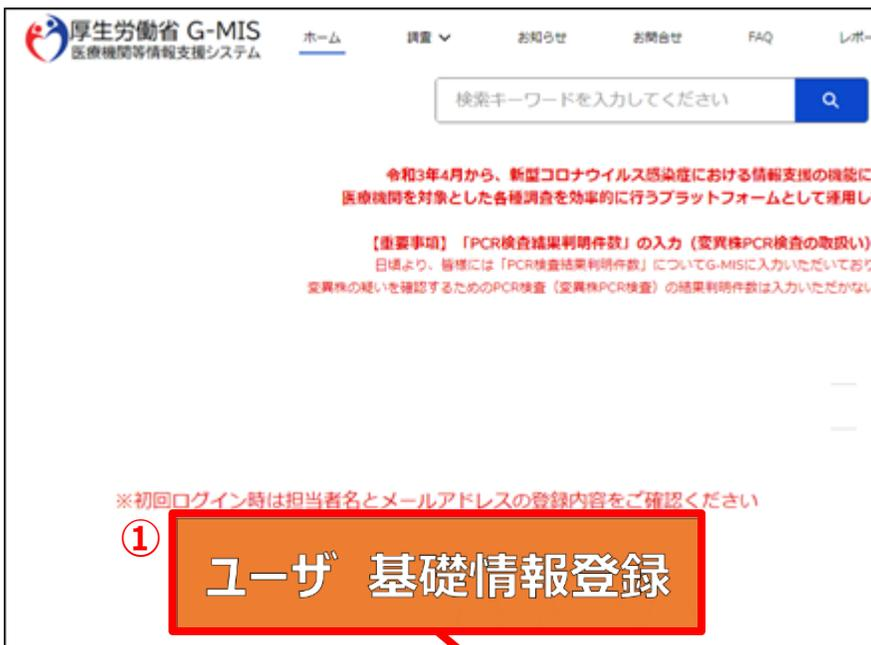 厚生労働省 G-MIS
医療機関等情報支援システム
ホーム 調査 お知らせ お問合せ FAQ レポー
検索キーワードを入力してください
令和3年4月から、新型コロナウイルス感染症における情報支援の機能に
医療機関を対象とした各種調査を効率的に行うプラットフォームとして運用し
【重要事項】「PCR検査結果判明件数」の入力（変異株PCR検査の取扱い）
日頃より、皆様には「PCR検査結果判明件数」についてG-MISに入力いただいており
変異株の疑いを確認するためのPCR検査（変異株PCR検査）の結果判明件数は入力いただかない
※初回ログイン時は担当者名とメールアドレスの登録内容をご確認ください
①
ユーザ 基礎情報登録